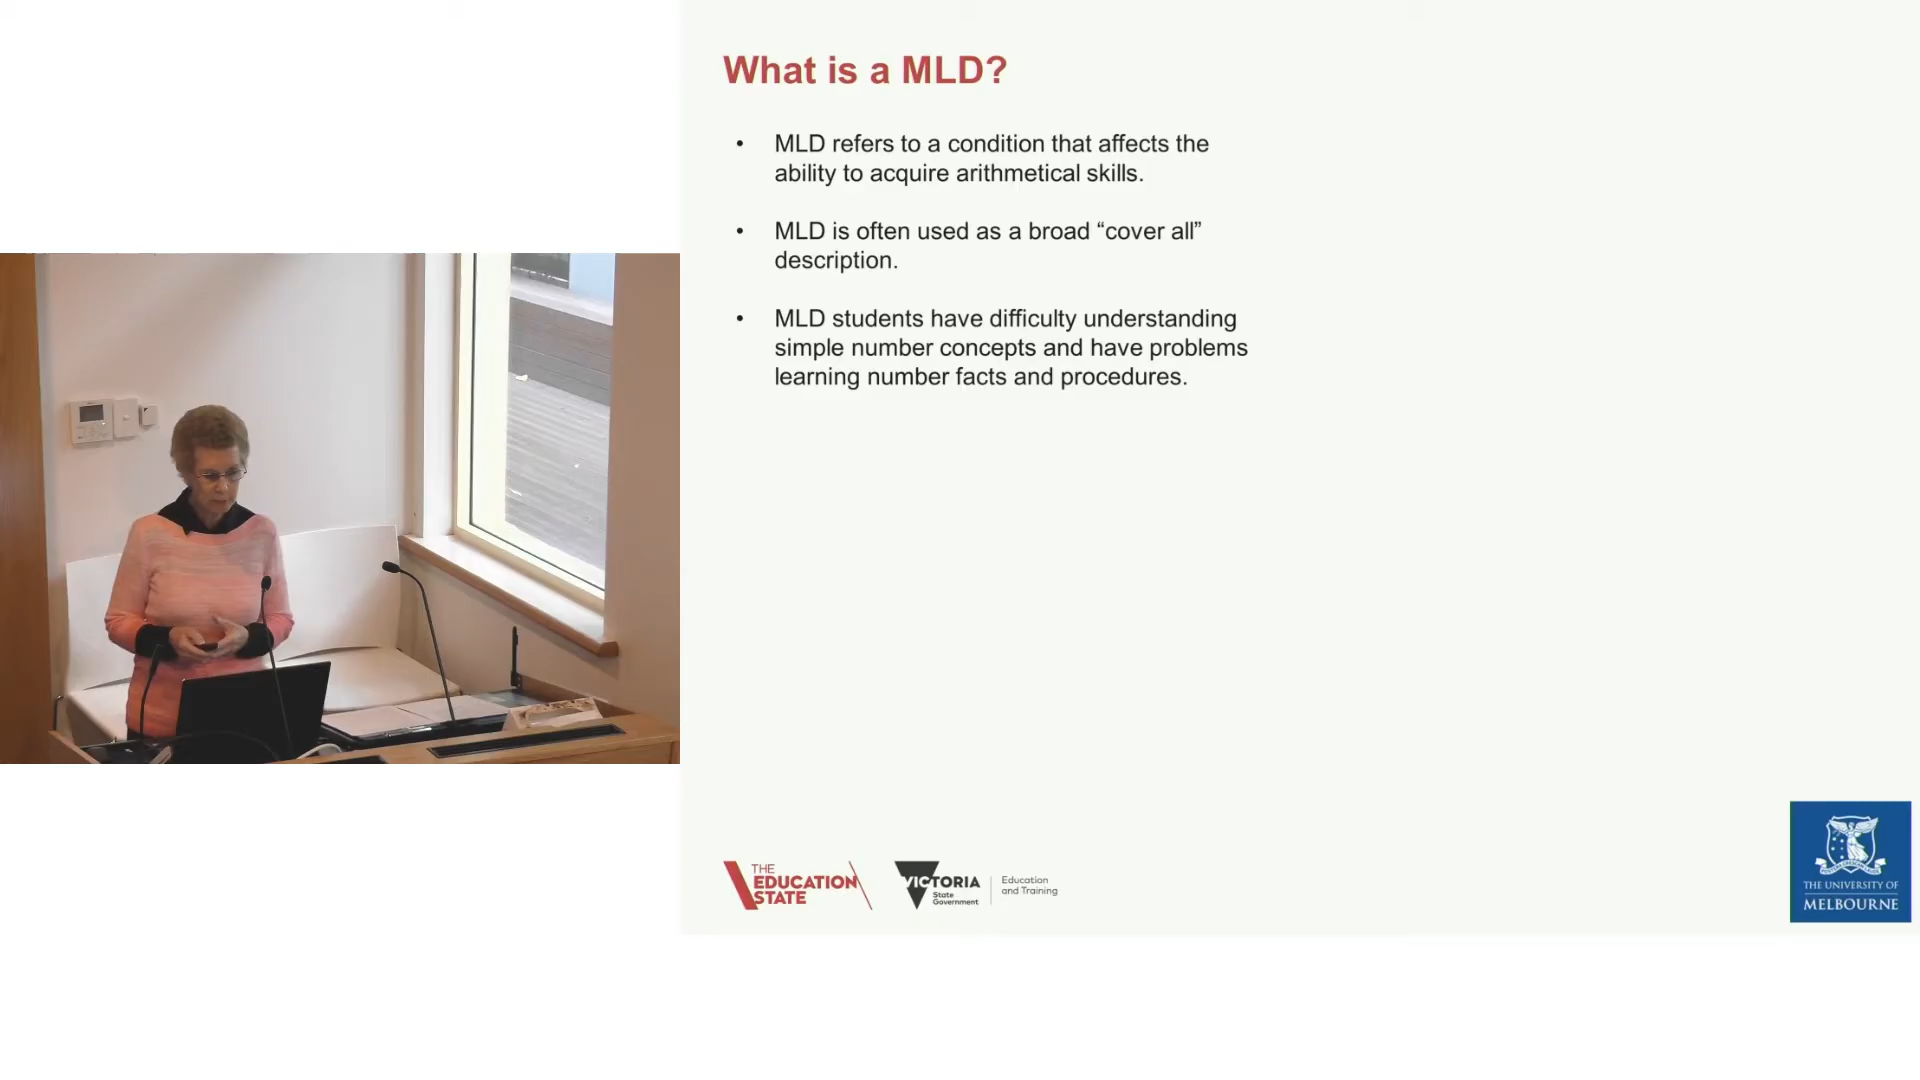 What is a MLD?
• MLD refers to a condition that affects the
ability to acquire arithmetical skills.
• MLD is often used as a broad “cover all”
description.
• MLD students have difficulty understanding
simple number concepts and have problems
learning number facts and procedures.
THE
EDUCATION
STATE
VICTORIA
State
Government
Education
and Training
THE UNIVERSITY OF
MELBOURNE